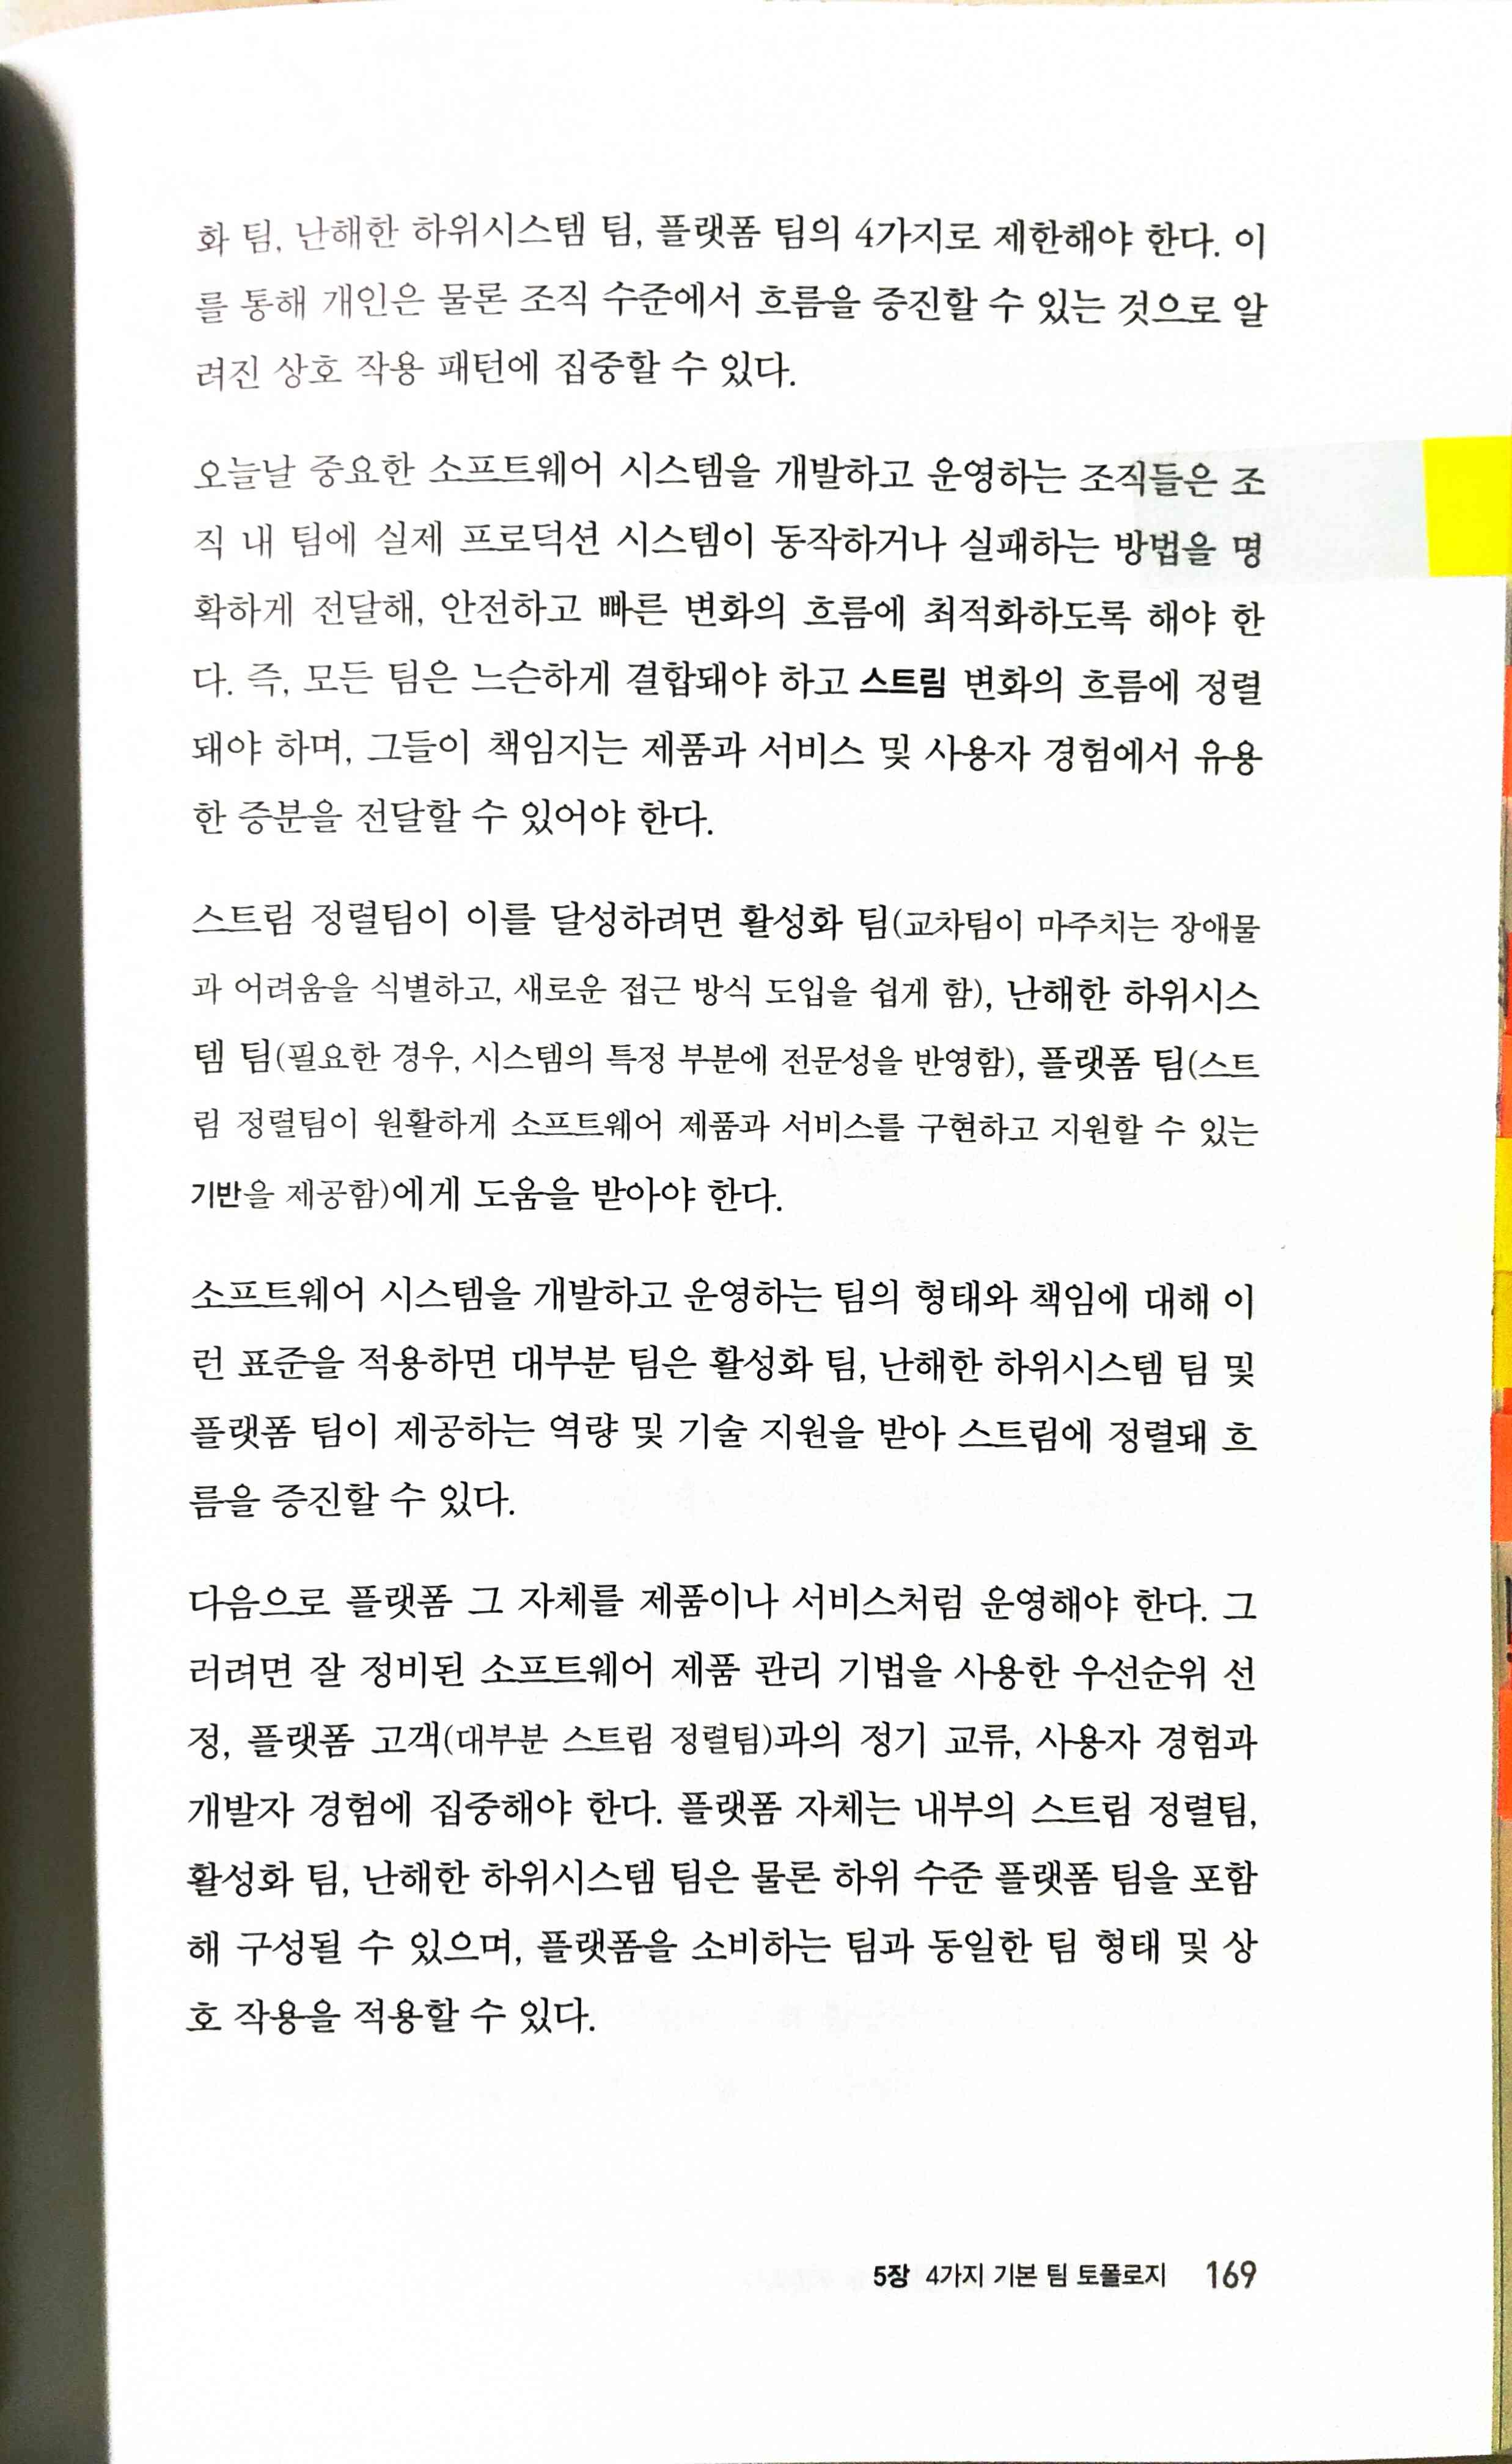 화 팀, 난해한 하위시스템 팀, 플랫폼 팀의 4가지로 제한해야 한다. 이
를 통해 개인은 물론 조직 수준에서 흐름을 증진할 수 있는 것으로 알
려진 상호 작용 패턴에 집중할 수 있다.
오늘날 중요한 소프트웨어 시스템을 개발하고 운영하는 조직들은 조
직 내 팀에 실제 프로덕션 시스템이 동작하거나 실패하는 방법을 명
확하게 전달해, 안전하고 빠른 변화의 흐름에 최적화하도록 해야 한
다. 즉, 모든 팀은 느슨하게 결합돼야 하고 스트림 변화의 흐름에 정렬
돼야 하며, 그들이 책임지는 제품과 서비스 및 사용자 경험에서 유용
한 증분을 전달할 수 있어야 한다.
스트림 정렬팀이 이를 달성하려면 활성화 팀(교차팀이 마주치는 장애물
과 어려움을 식별하고, 새로운 접근 방식 도입을 쉽게 함), 난해한 하위시스
템 팀(필요한 경우, 시스템의 특정 부분에 전문성을 반영함), 플랫폼 팀(스트
림 정렬팀이 원활하게 소프트웨어 제품과 서비스를 구현하고 지원할 수 있는
기반을 제공함)에게 도움을 받아야 한다.
소프트웨어 시스템을 개발하고 운영하는 팀의 형태와 책임에 대해 이
런 표준을 적용하면 대부분 팀은 활성화 팀, 난해한 하위시스템 팀 및
플랫폼 팀이 제공하는 역량 및 기술 지원을 받아 스트림에 정렬돼 흐
름을 증진할 수 있다.
다음으로 플랫폼 그 자체를 제품이나 서비스처럼 운영해야 한다. 그
러려면 잘 정비된 소프트웨어 제품 관리 기법을 사용한 우선순위 선
정, 플랫폼 고객(대부분 스트림 정렬팀)과의 정기 교류, 사용자 경험과
개발자 경험에 집중해야 한다. 플랫폼 자체는 내부의 스트림 정렬팀,
활성화 팀, 난해한 하위시스템 팀은 물론 하위 수준 플랫폼 팀을 포함
해 구성될 수 있으며, 플랫폼을 소비하는 팀과 동일한 팀 형태 및 상
호 작용을 적용할 수 있다.
5장 4가지 기본 팀 토폴로지 169